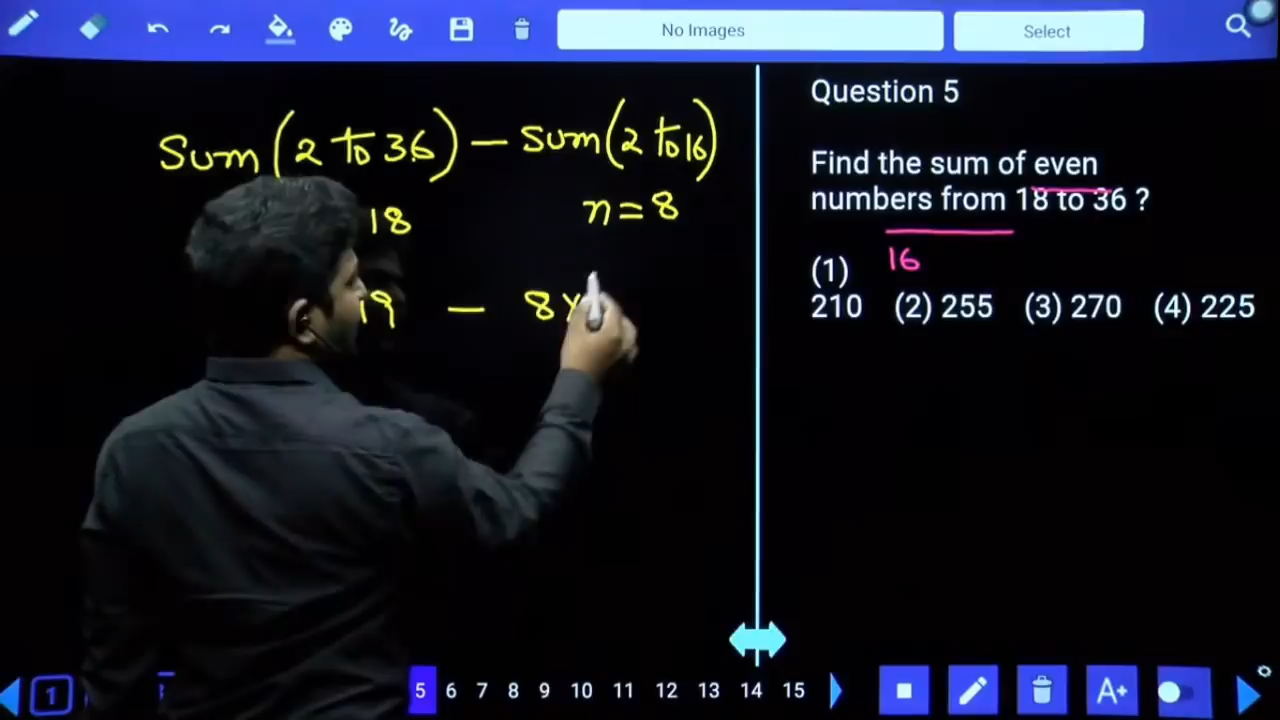 No Images
Select
Sum (2 to 36) - Sum (2 to 16)
18
n = 8
19 - 8x
Question 5
Find the sum of even
numbers from 18 to 36 ?
16
(1)
210 (2) 255 (3) 270 (4) 225
1
5 6 7 8 9 10 11 12 13 14 15
A+